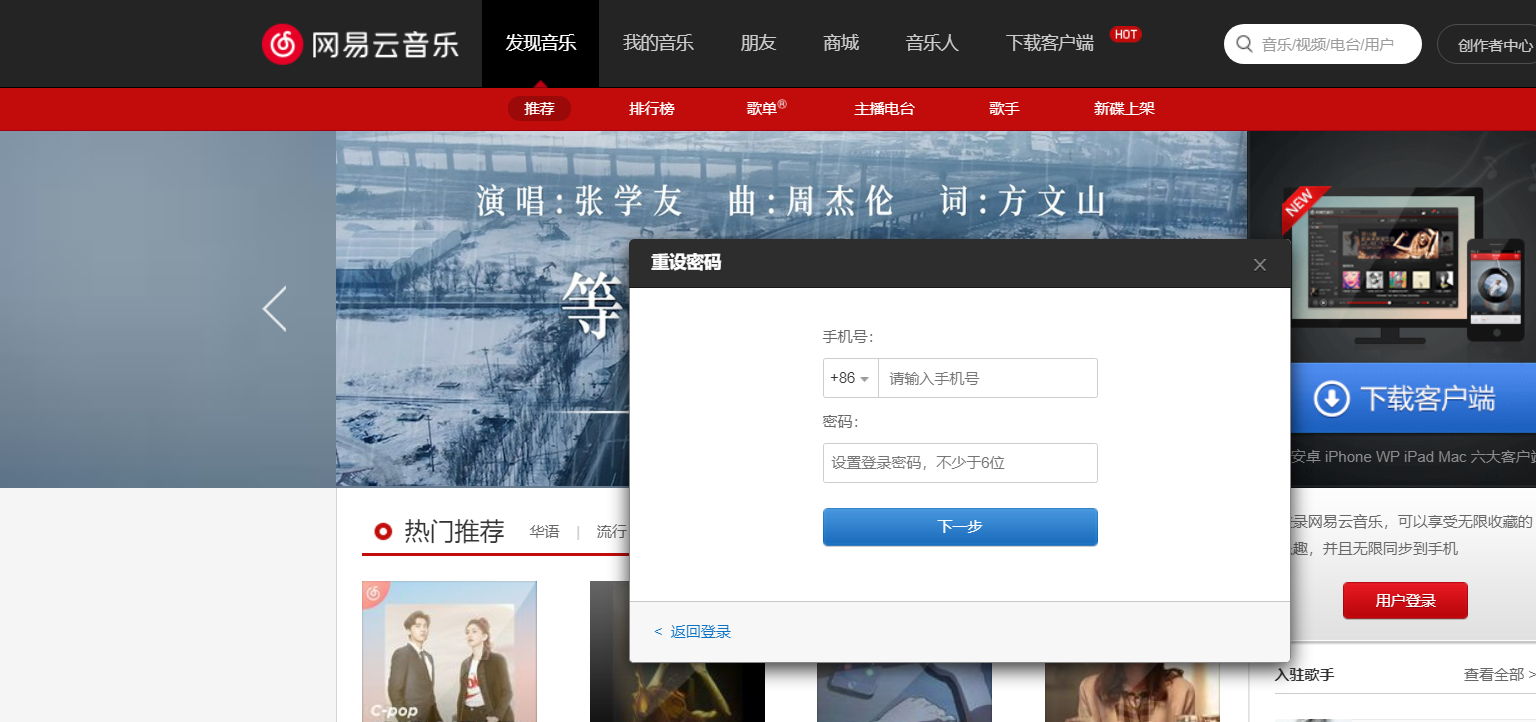 网易云音乐
发现音乐
我的音乐
朋友
商城
音乐人
下载客户端
HOT
音乐/视频/电台/用户
创作者中心
推荐
排行榜
歌单®
主播电台
歌手
新碟上架
演唱:张学友 曲:周杰伦 词:方文山
等
NEW
下载客户端
安卓 iPhone WP iPad Mac 六大客户
重设密码
手机号:
+86
请输入手机号
密码:
设置登录密码，不少于6位
下一步
< 返回登录
录网易云音乐，可以享受无限收藏的
趣，并且无限同步到手机
用户登录
热门推荐
华语 | 流行
C-pop
入驻歌手
查看全部 >